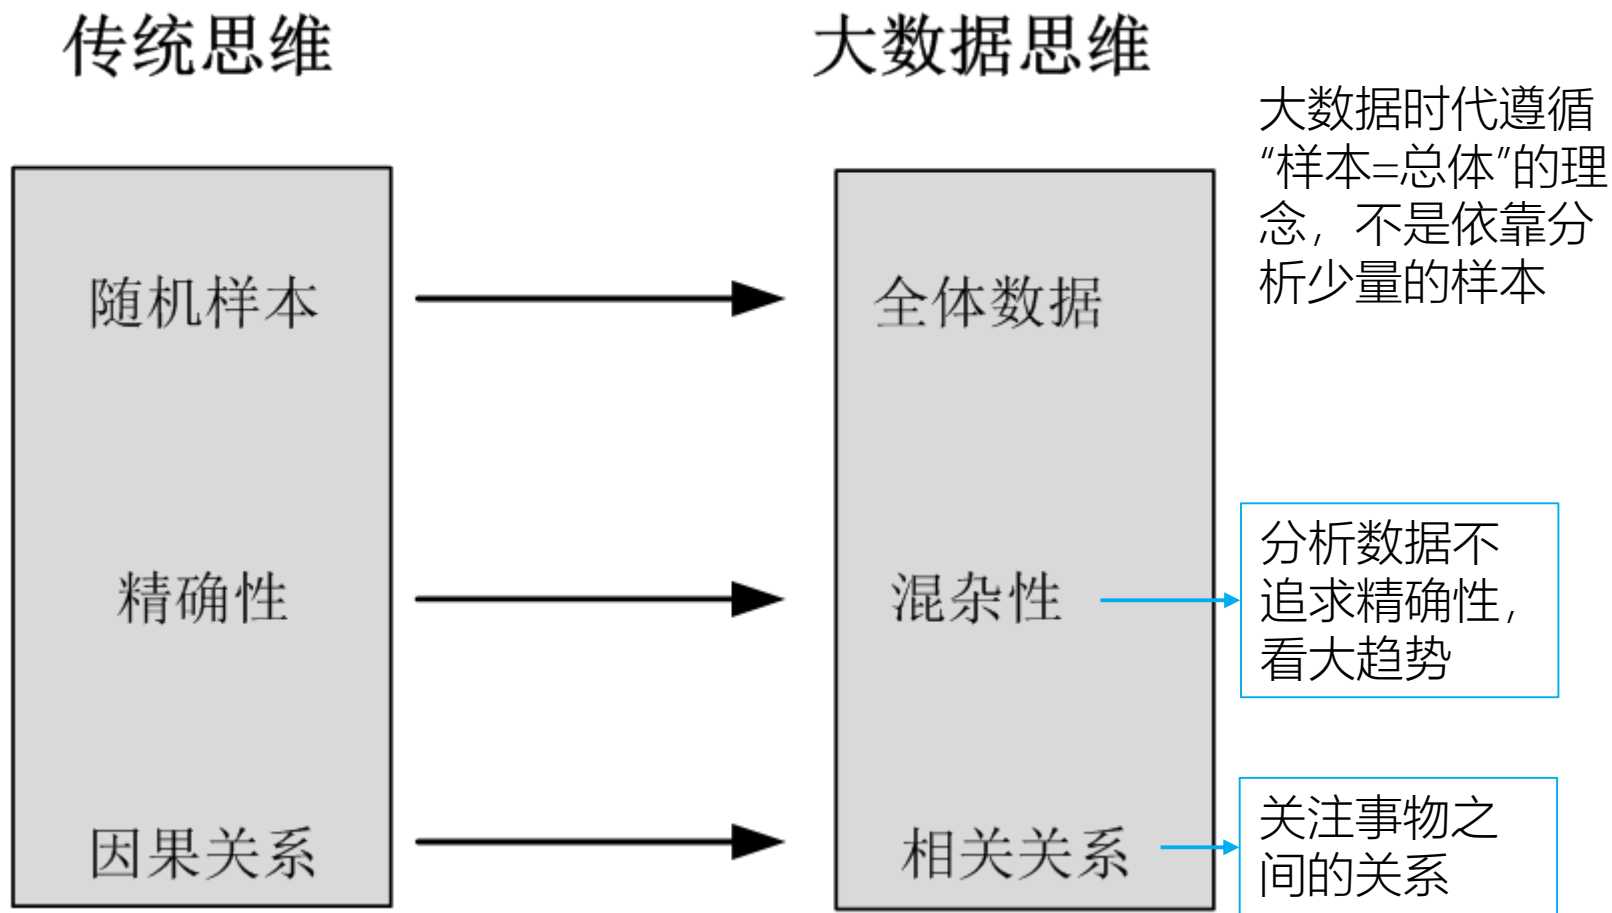 传统思维
大数据思维
大数据时代遵循
“样本=总体”的理
念，不是依靠分
析少量的样本
随机样本
全体数据
精确性
混杂性
分析数据不
追求精确性，
看大趋势
因果关系
相关关系
关注事物之
间的关系